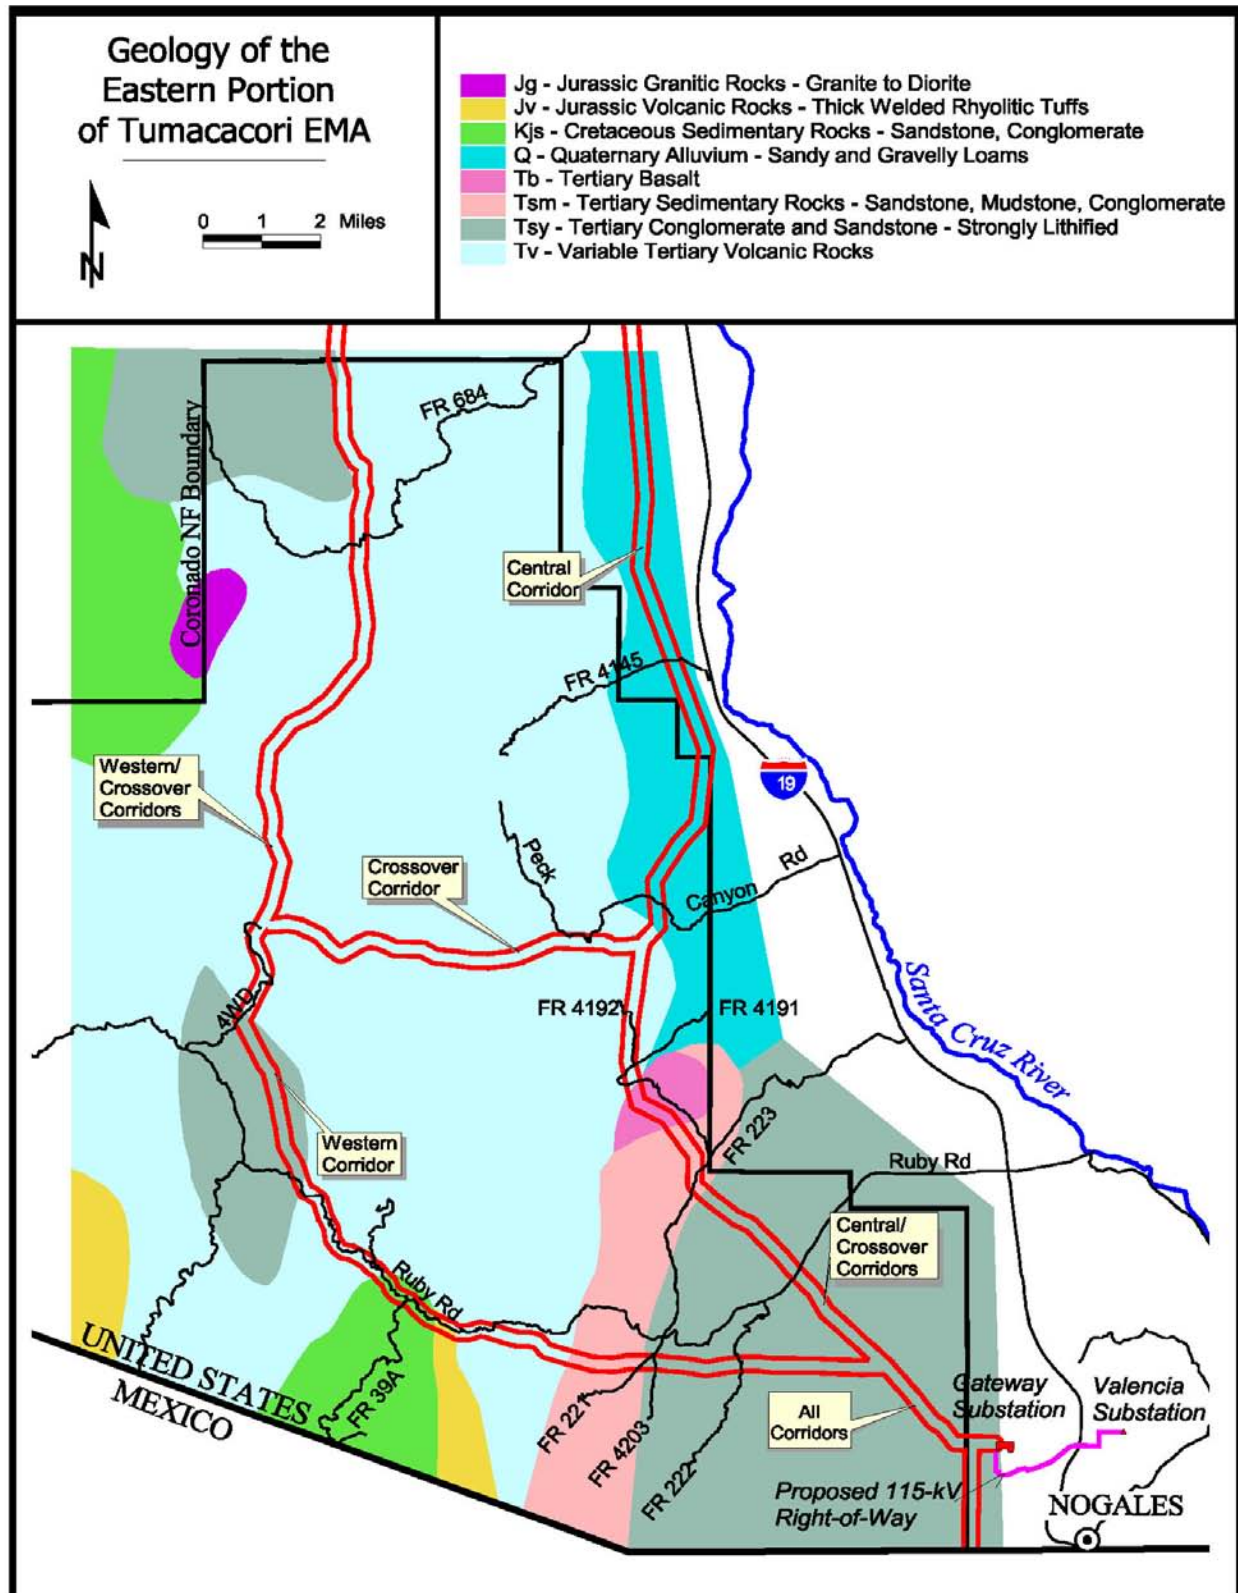 Geology of the
Eastern Portion
of Tumacacori EMA
0 1 2 Miles
N
Jg - Jurassic Granitic Rocks - Granite to Diorite
Jv - Jurassic Volcanic Rocks - Thick Welded Rhyolitic Tuffs
Kjs - Cretaceous Sedimentary Rocks - Sandstone, Conglomerate
Q - Quaternary Alluvium - Sandy and Gravelly Loams
Tb - Tertiary Basalt
Tsm - Tertiary Sedimentary Rocks - Sandstone, Mudstone, Conglomerate
Tsy - Tertiary Conglomerate and Sandstone - Strongly Lithified
Tv - Variable Tertiary Volcanic Rocks
FR 684
Coronado NF Boundary
Central
Corridor
FR 4145
Western/
Crossover
Corridors
19
Crossover
Corridor
Peck
Canyon
Rd
4WD
FR 4192
FR 4191
Santa Cruz River
Western
Corridor
FR 223
Ruby Rd
Central/
Crossover
Corridors
Ruby Rd
UNITED STATES
MEXICO
FR 39A
FR 221
FR 4203
FR 222
All
Corridors
Gateway
Substation
Valencia
Substation
Proposed 115-kV
Right-of-Way
NOGALES